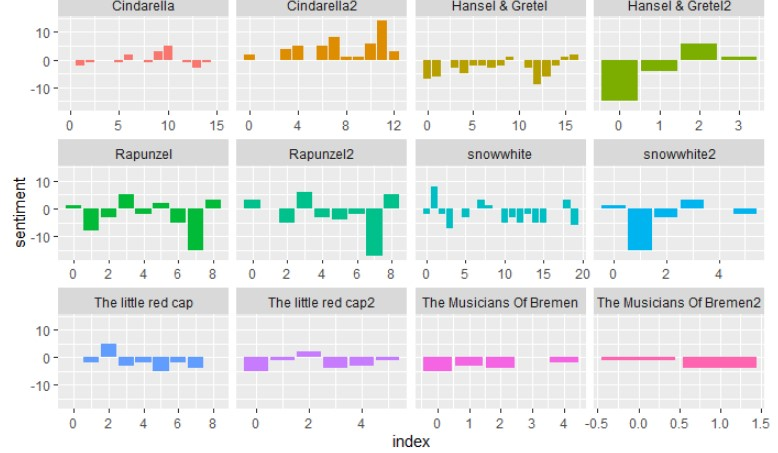 Cindarella Cindarella2 Hansel & Gretel Hansel & Gretel2
10
0
-10
0 5 10 15 0 4 8 12 0 5 10 15 0 1 2 3
Rapunzel Rapunzel2 snowwhite snowwhite2
10
0
-10
0 2 4 6 8 0 2 4 6 8 0 5 10 15 20 0 2 4
The little red cap The little red cap2 The Musicians Of Bremen The Musicians Of Bremen2
10
0
-10
0 2 4 6 8 0 2 4 0 1 2 3 4 -0.5 0.0 0.5 1.0 1.5
sentiment
index